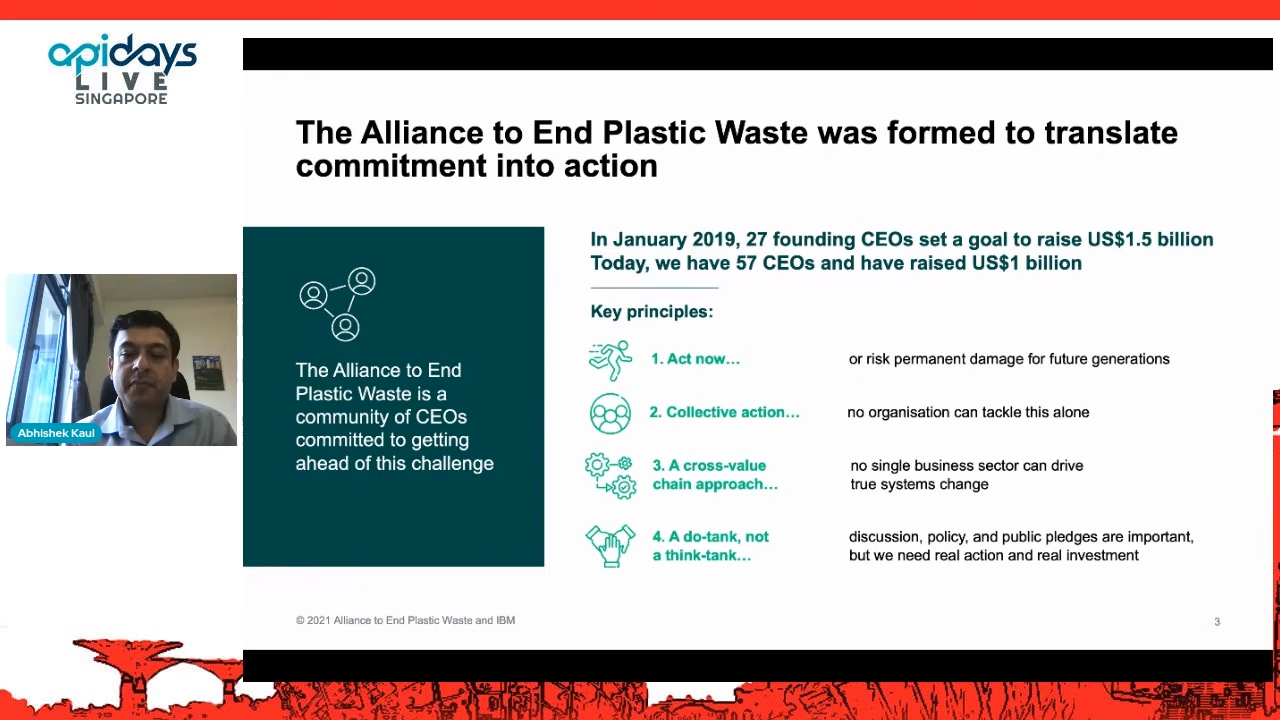 apidays
LIVE
SINGAPORE
The Alliance to End Plastic Waste was formed to translate
commitment into action
The Alliance to End
Plastic Waste is a
community of CEOs
committed to getting
ahead of this challenge
In January 2019, 27 founding CEOs set a goal to raise US$1.5 billion
Today, we have 57 CEOs and have raised US$1 billion
Key principles:
1. Act now… or risk permanent damage for future generations
2. Collective action… no organisation can tackle this alone
3. A cross-value
chain approach…
no single business sector can drive
true systems change
4. A do-tank, not
a think-tank…
discussion, policy, and public pledges are important,
but we need real action and real investment
Abhishek Kaul
© 2021 Alliance to End Plastic Waste and IBM
3